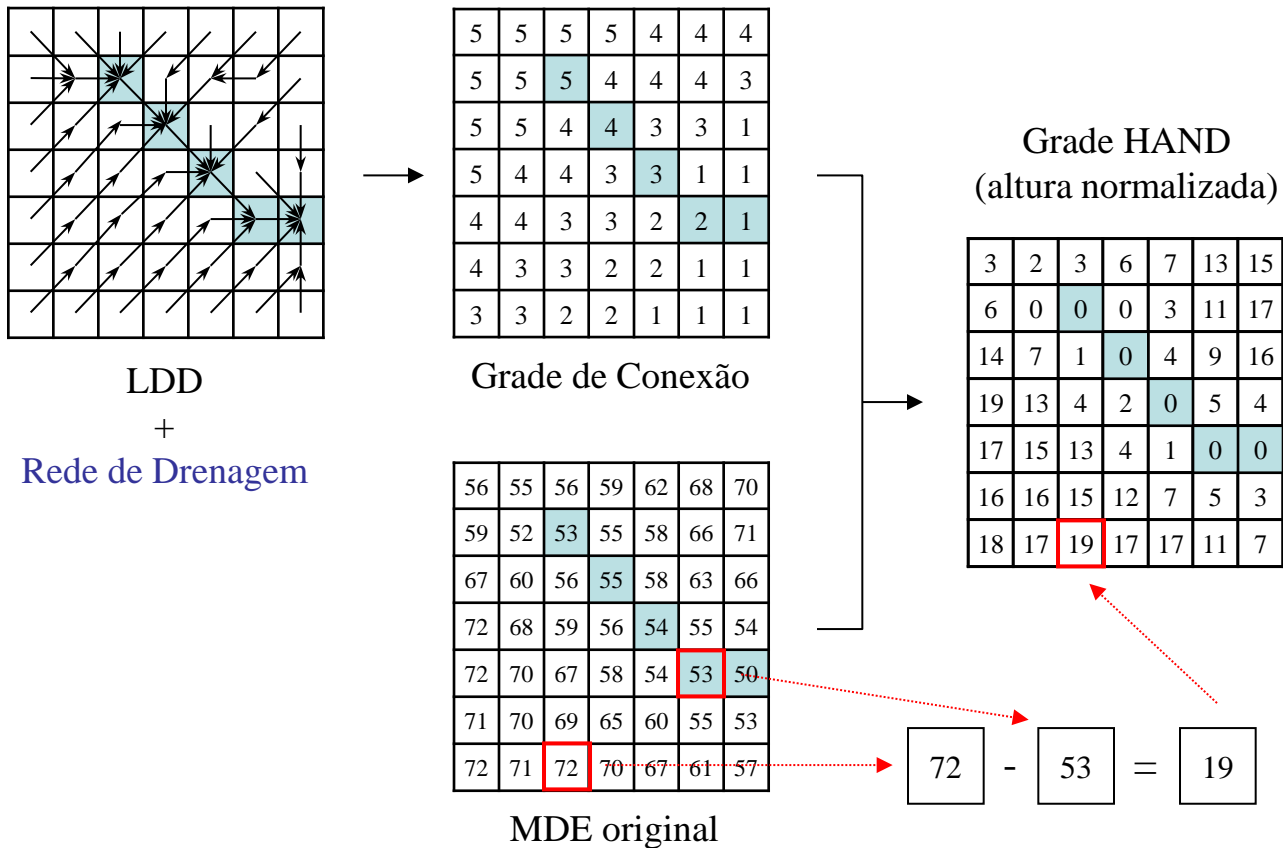 5 5 5 5 4 4 4
5 5 5 4 4 4 3
5 5 4 4 3 3 1
5 4 4 3 3 1 1
4 4 3 3 2 2 1
4 3 3 2 2 1 1
3 3 2 2 1 1 1
LDD
+
Rede de Drenagem
Grade de Conexão
56 55 56 59 62 68 70
59 52 53 55 58 66 71
67 60 56 55 58 63 66
72 68 59 56 54 55 54
72 70 67 58 54 53 50
71 70 69 65 60 55 53
72 71 72 70 67 61 57
MDE original
Grade HAND
(altura normalizada)
3 2 3 6 7 13 15
6 0 0 0 3 11 17
14 7 1 0 4 9 16
19 13 4 2 0 5 4
17 15 13 4 1 0 0
16 16 15 12 7 5 3
18 17 19 17 17 11 7
72 - 53 = 19